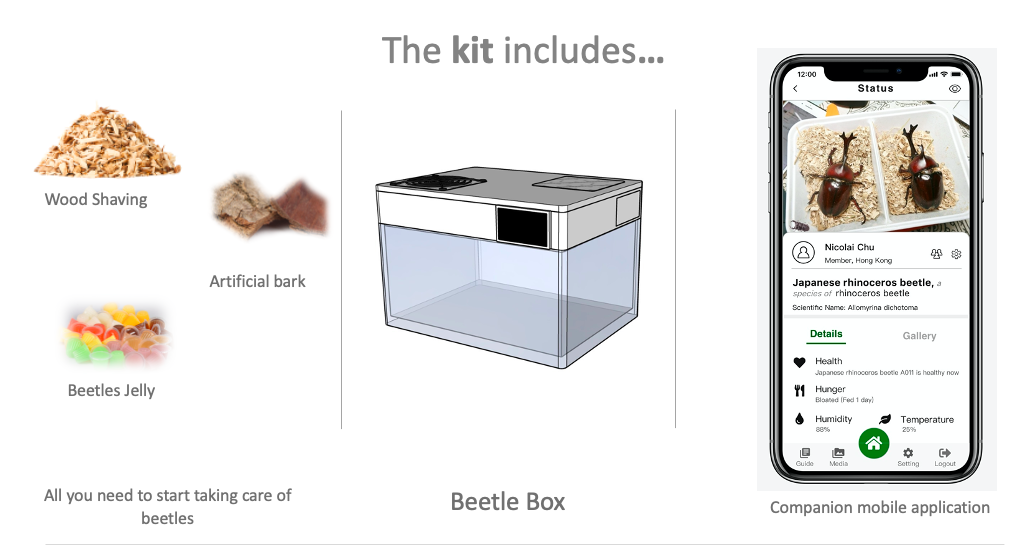 The kit includes…
Wood Shaving
Artificial bark
Beetles Jelly
All you need to start taking care of
beetles
Beetle Box
12:00
Status
Nicolai Chu
Member, Hong Kong
Japanese rhinoceros beetle, a
species of rhinoceros beetle
Scientific Name: Allomyrina dichotoma
Details
Gallery
Health
Japanese rhinoceros beetle A011 is healthy now
Hunger
Bloated (Fed 1 day)
Humidity
88%
Temperature
25%
Guide
Media
Setting
Logout
Companion mobile application